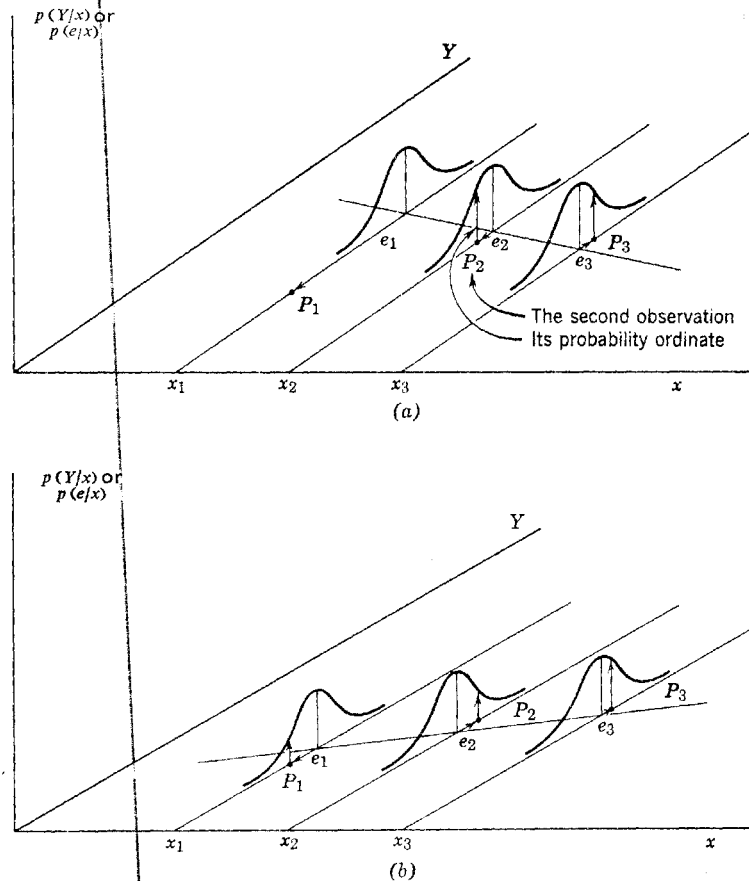 p (Y/x) or
p (e/x)
Y
e₁
e₂
e₃
P₁
P₂
P₃
The second observation
Its probability ordinate
x₁ x₂ x₃ x
(a)
p (Y/x) or
p (e/x)
Y
e₁
e₂
e₃
P₁
P₂
P₃
x₁ x₂ x₃ x
(b)